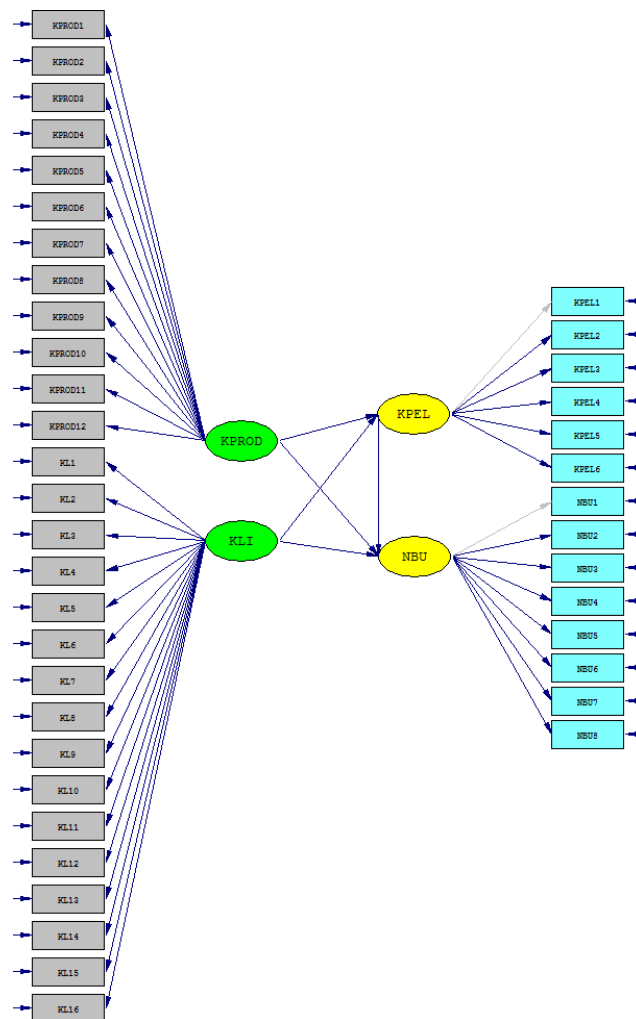 KPROD1
KPROD2
KPROD3
KPROD4
KPROD5
KPROD6
KPROD7
KPROD8
KPROD9
KPROD10
KPROD11
KPROD12
KL1
KL2
KL3
KL4
KL5
KL6
KL7
KL8
KL9
KL10
KL11
KL12
KL13
KL14
KL15
KL16
KPROD
KLI
KPEL
NBU
KPEL1
KPEL2
KPEL3
KPEL4
KPEL5
KPEL6
NBU1
NBU2
NBU3
NBU4
NBU5
NBU6
NBU7
NBU8